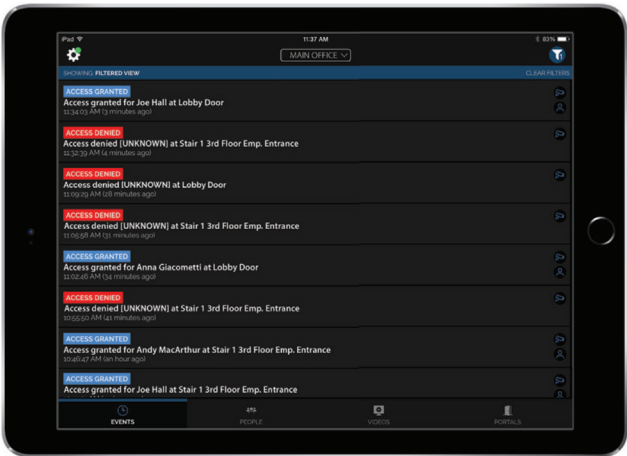 iPad
11:37 AM
83%
MAIN OFFICE
SHOWING: FILTERED VIEW
CLEAR FILTERS
ACCESS GRANTED
Access granted for Joe Hall at Lobby Door
11:34:03 AM (3 minutes ago)
ACCESS DENIED
Access denied [UNKNOWN] at Stair 1 3rd Floor Emp. Entrance
11:32:39 AM (4 minutes ago)
ACCESS DENIED
Access denied [UNKNOWN] at Lobby Door
11:09:29 AM (28 minutes ago)
ACCESS DENIED
Access denied [UNKNOWN] at Stair 1 3rd Floor Emp. Entrance
11:05:58 AM (31 minutes ago)
ACCESS GRANTED
Access granted for Anna Giacometti at Lobby Door
11:02:46 AM (34 minutes ago)
ACCESS DENIED
Access denied [UNKNOWN] at Stair 1 3rd Floor Emp. Entrance
10:55:50 AM (41 minutes ago)
ACCESS GRANTED
Access granted for Andy MacArthur at Stair 1 3rd Floor Emp. Entrance
10:46:47 AM (an hour ago)
ACCESS GRANTED
Access granted for Joe Hall at Stair 1 3rd Floor Emp. Entrance
EVENTS
PEOPLE
VIDEOS
PORTALS